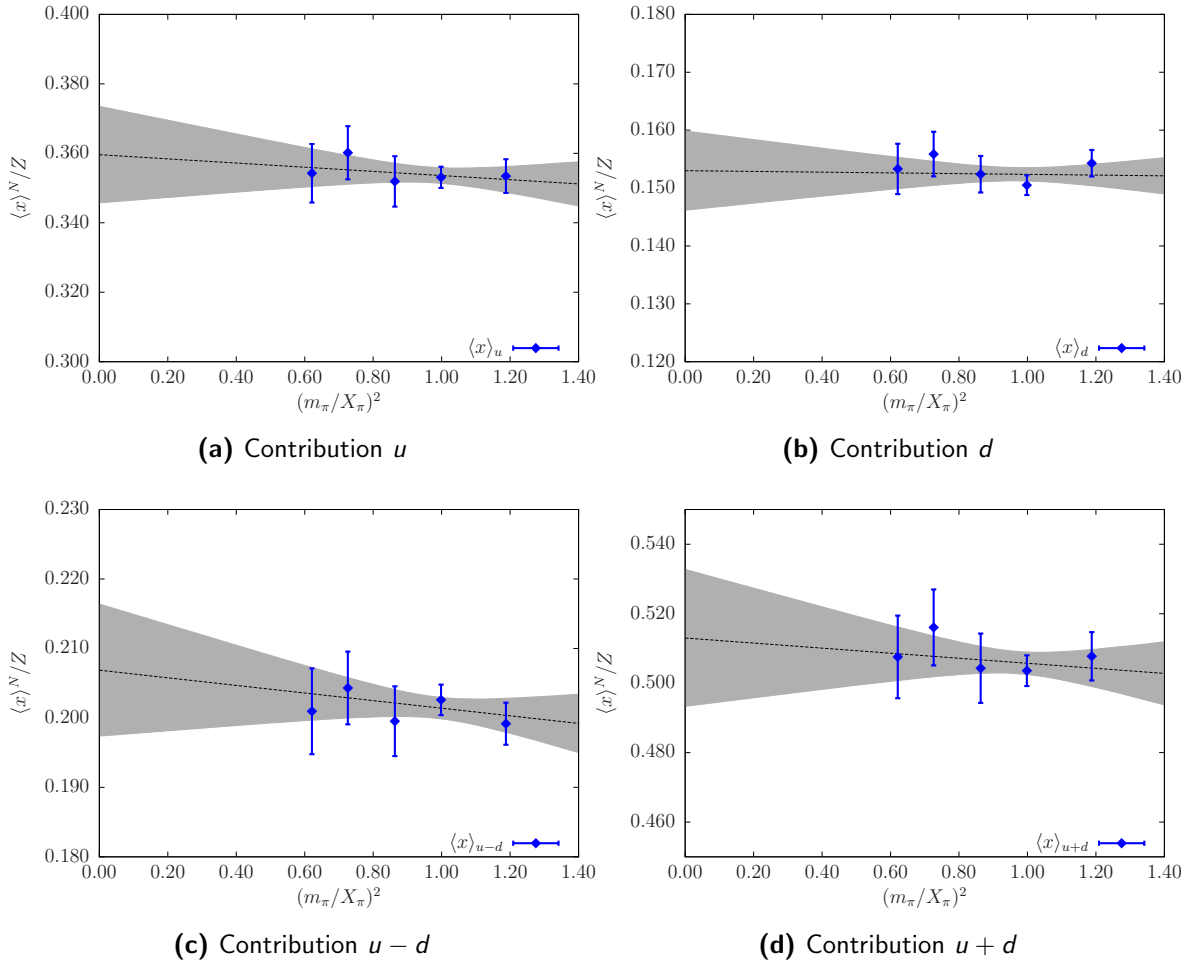 0.400
0.380
0.360
0.340
0.320
0.300
⟨x⟩^N/Z
0.00 0.20 0.40 0.60 0.80 1.00 1.20 1.40
(m_π/X_π)^2
⟨x⟩_u
(a) Contribution u
0.180
0.170
0.160
0.150
0.140
0.130
0.120
⟨x⟩^N/Z
0.00 0.20 0.40 0.60 0.80 1.00 1.20 1.40
(m_π/X_π)^2
⟨x⟩_d
(b) Contribution d
0.230
0.220
0.210
0.200
0.190
0.180
⟨x⟩^N/Z
0.00 0.20 0.40 0.60 0.80 1.00 1.20 1.40
(m_π/X_π)^2
⟨x⟩_{u−d}
(c) Contribution u − d
0.540
0.520
0.500
0.480
0.460
⟨x⟩^N/Z
0.00 0.20 0.40 0.60 0.80 1.00 1.20 1.40
(m_π/X_π)^2
⟨x⟩_{u+d}
(d) Contribution u + d